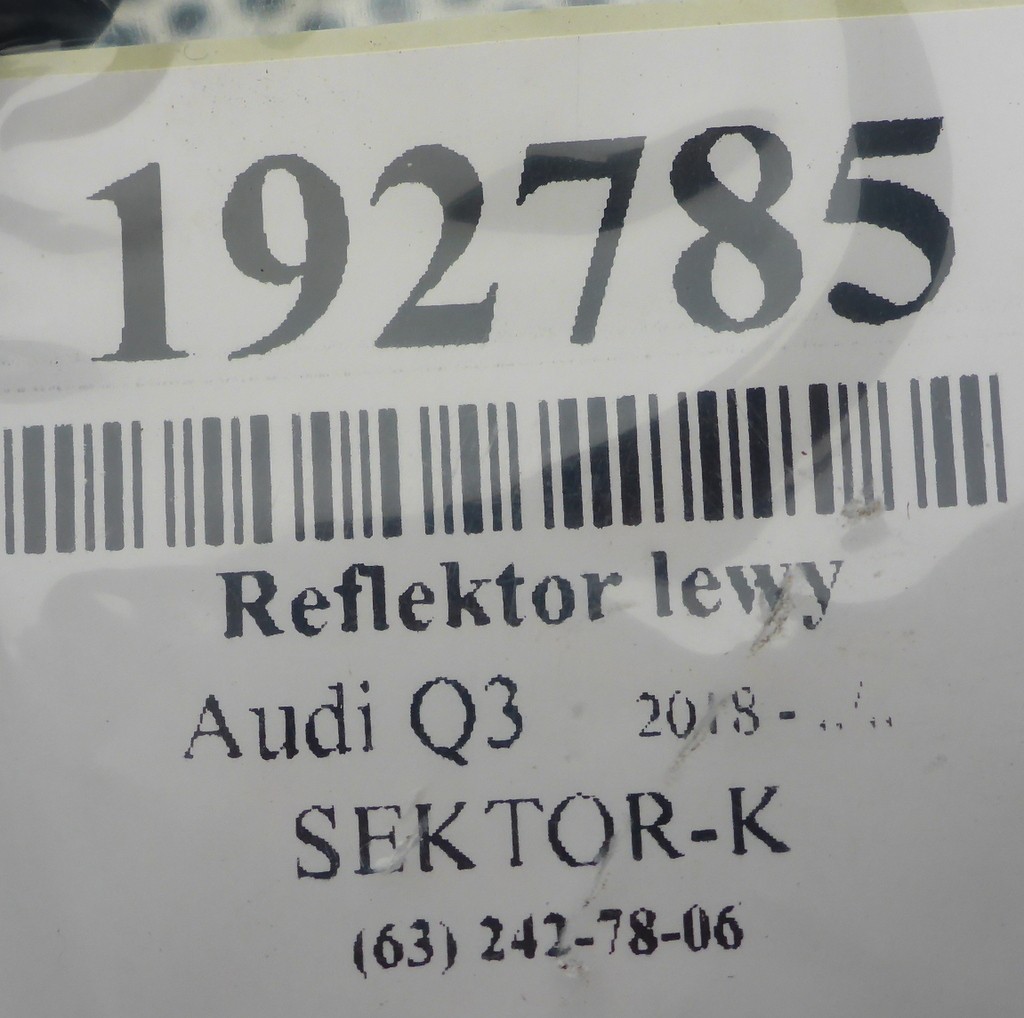 192785
Reflektor lewy
Audi Q3 2018 - ../..
SEKTOR-K
(63) 242-78-06